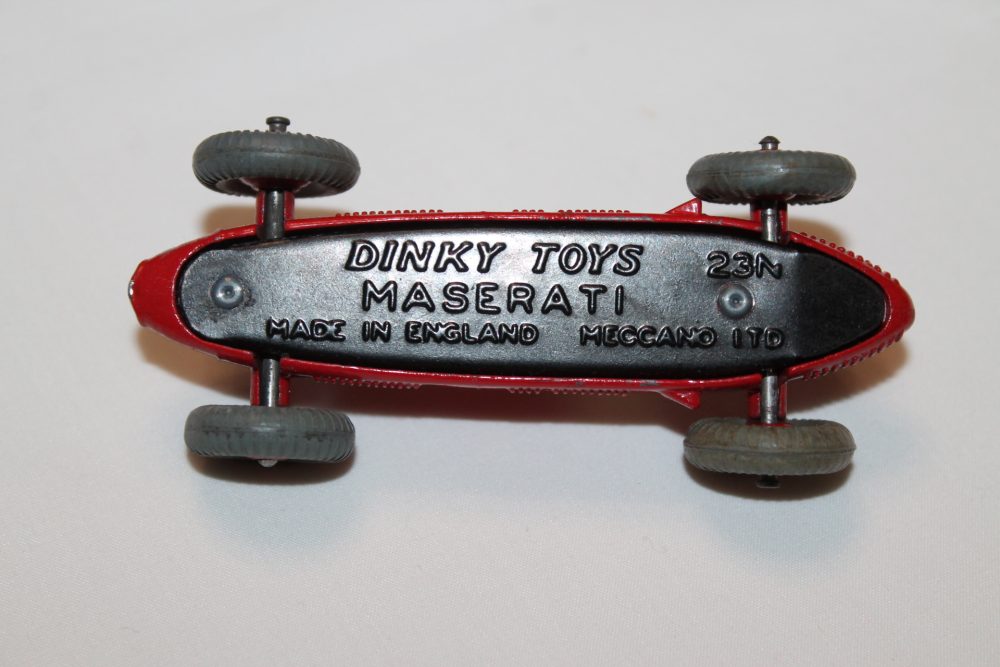 DINKY TOYS 23N
MASERATI
MADE IN ENGLAND MECCANO LTD